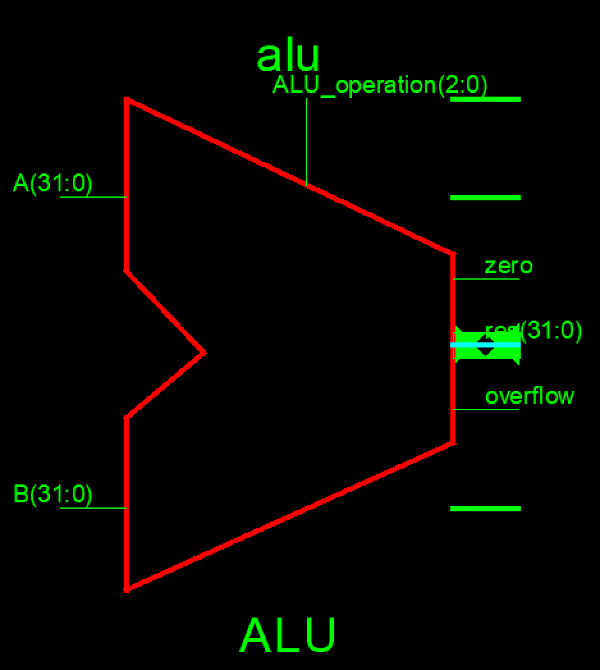 alu
ALU_operation(2:0)
A(31:0)
zero
res(31:0)
overflow
B(31:0)
ALU